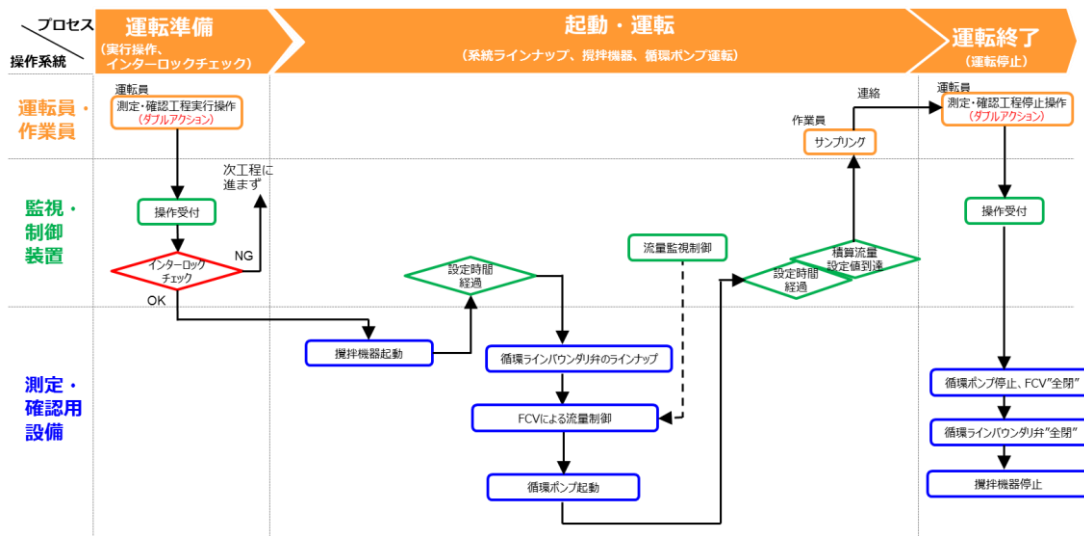 プロセス
操作系統
運転準備
(実行操作、
インターロックチェック)
起動・運転
(系統ラインナップ、攪拌機器、循環ポンプ運転)
運転終了
(運転停止)
運転員・
作業員
運転員
測定・確認工程実行操作
(ダブルアクション)
作業員
サンプリング
連絡
運転員
測定・確認工程停止操作
(ダブルアクション)
監視・
制御
装置
操作受付
インターロック
チェック
NG
OK
次工程に
進まず
設定時間
経過
流量監視制御
設定時間
経過
積算流量
設定値到達
操作受付
測定・
確認用
設備
攪拌機器起動
循環ラインバウンダリ弁のラインナップ
FCVによる流量制御
循環ポンプ起動
循環ポンプ停止、FCV"全閉"
循環ラインバウンダリ弁"全閉"
攪拌機器停止